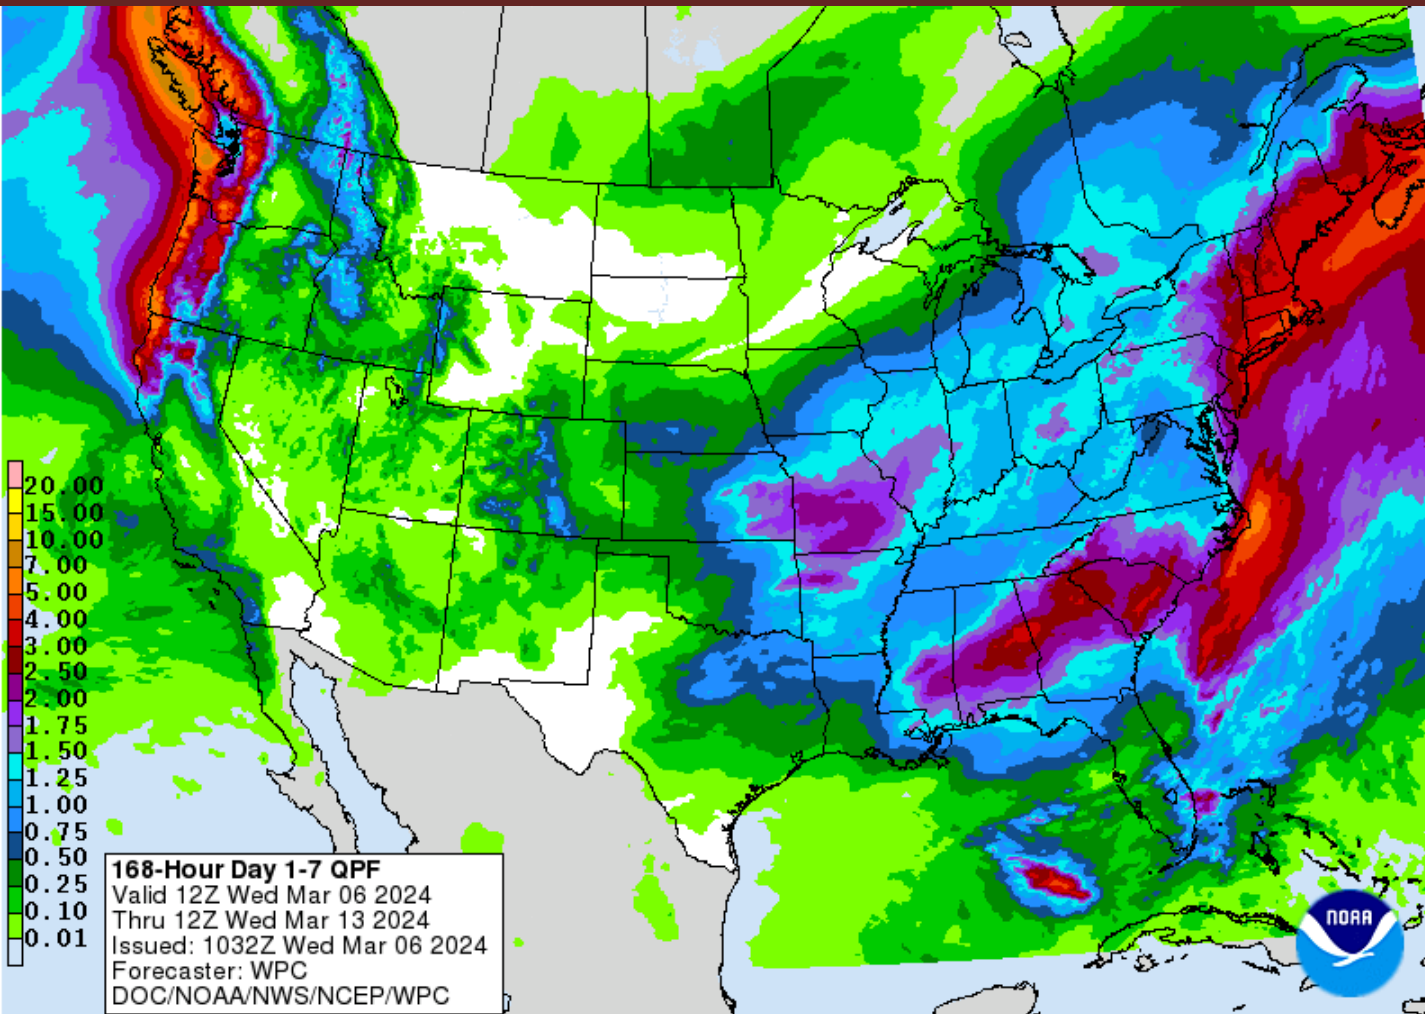 20.00
15.00
10.00
7.00
5.00
4.00
3.00
2.50
2.00
1.75
1.50
1.25
1.00
0.75
0.50
0.25
0.10
0.01
168-Hour Day 1-7 QPF
Valid 12Z Wed Mar 06 2024
Thru 12Z Wed Mar 13 2024
Issued: 1032Z Wed Mar 06 2024
Forecaster: WPC
DOC/NOAA/NWS/NCEP/WPC
NOAA